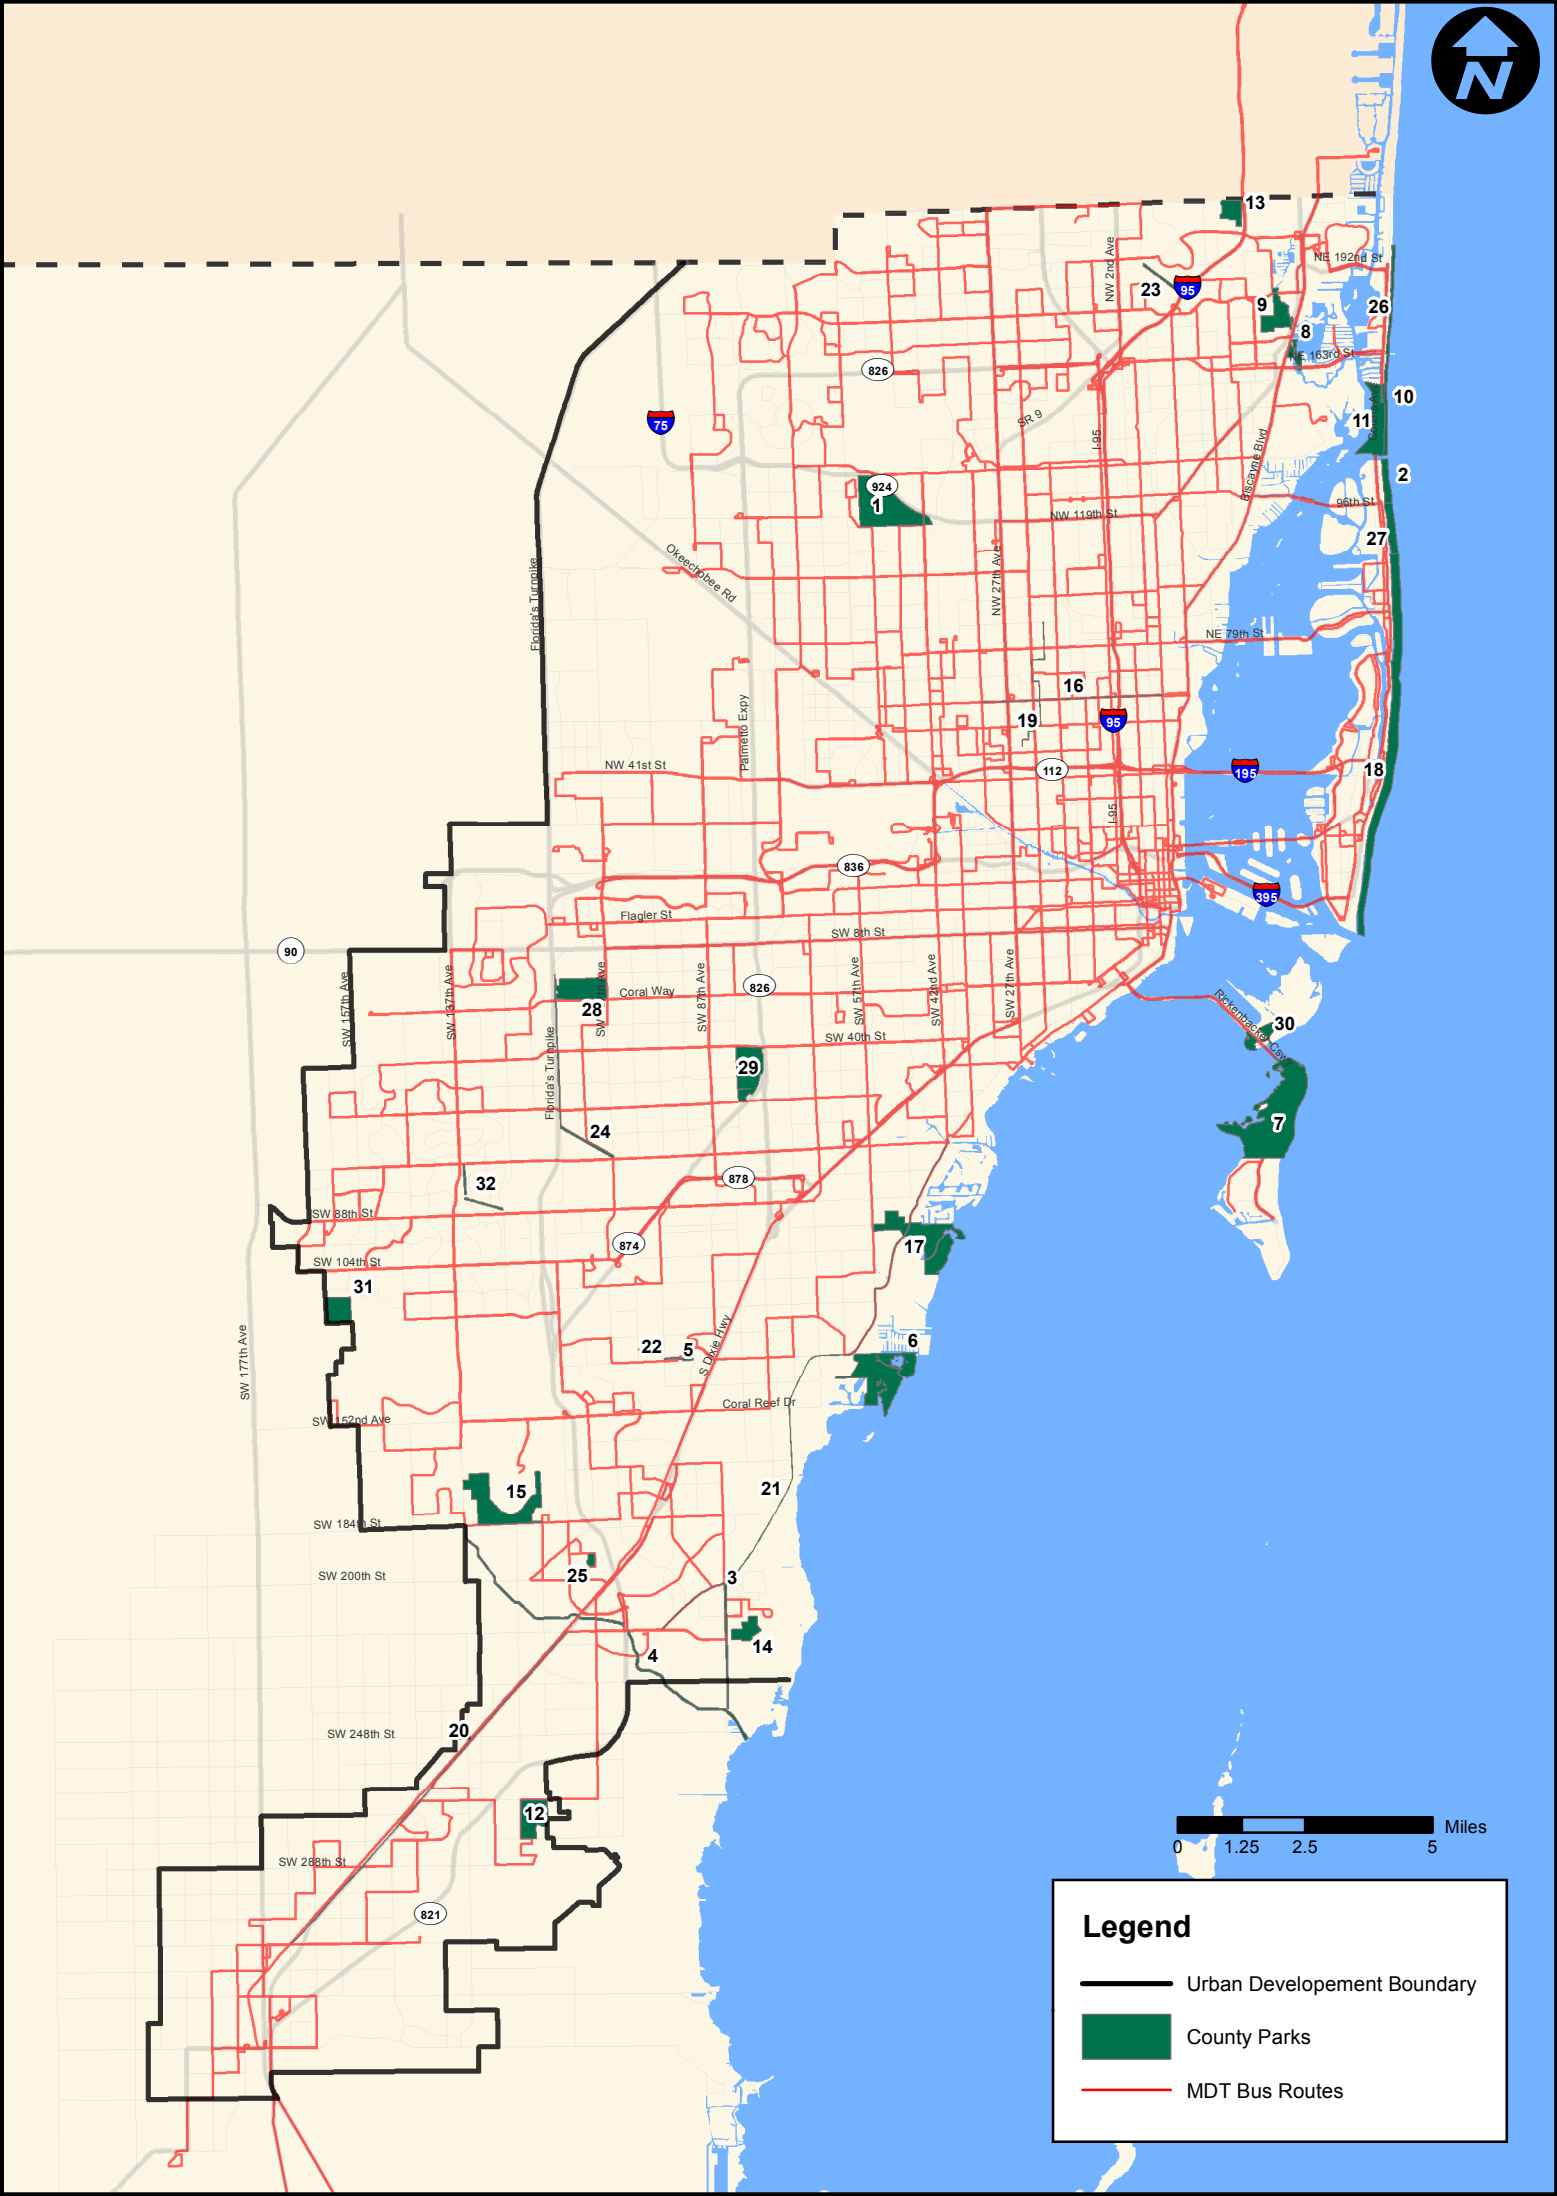 N
13
NE 192nd St
NW 2nd Ave
23
95
9
26
8
NE 163rd St
826
10
75
SR 9
I-95
11
Collins Ave
Biscayne Blvd
2
924
1
96th St
NW 119th St
27
Okeechobee Rd
NW 27th Ave
Florida's Turnpike
NE 79th St
16
Palmetto Expy
19
95
NW 41st St
112
195
18
I-95
836
395
Flagler St
SW 8th St
90
SW 157th Ave
SW 137th Ave
Coral Way
SW 87th Ave
826
SW 57th Ave
SW 42nd Ave
SW 27th Ave
28
Rickenbacker Cswy
30
SW 40th St
Florida's Turnpike
29
7
24
32
878
SW 88th St
874
17
SW 104th St
31
SW 177th Ave
22
5
S Dixie Hwy
6
Coral Reef Dr
SW 152nd Ave
15
21
SW 184th St
SW 200th St
25
3
14
4
20
SW 248th St
12
SW 288th St
821
Miles
0 1.25 2.5 5
Legend
Urban Developement Boundary
County Parks
MDT Bus Routes